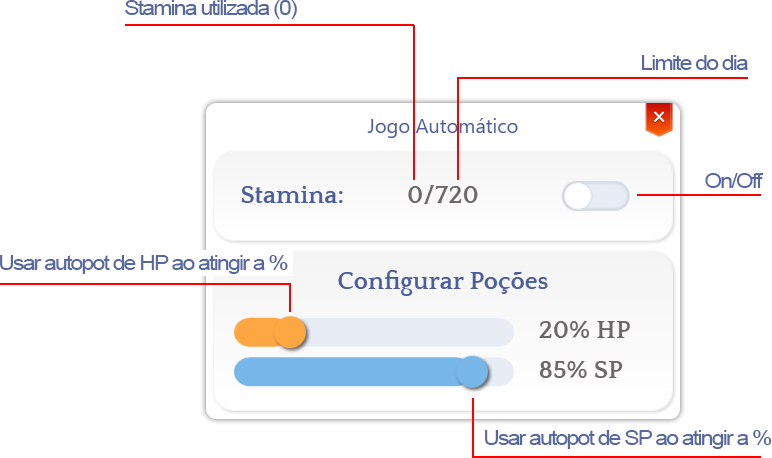 Stamina utilizada (0)
Limite do dia
Jogo Automático
Stamina: 0/720
On/Off
Usar autopot de HP ao atingir a %
Configurar Poções
20% HP
85% SP
Usar autopot de SP ao atingir a %